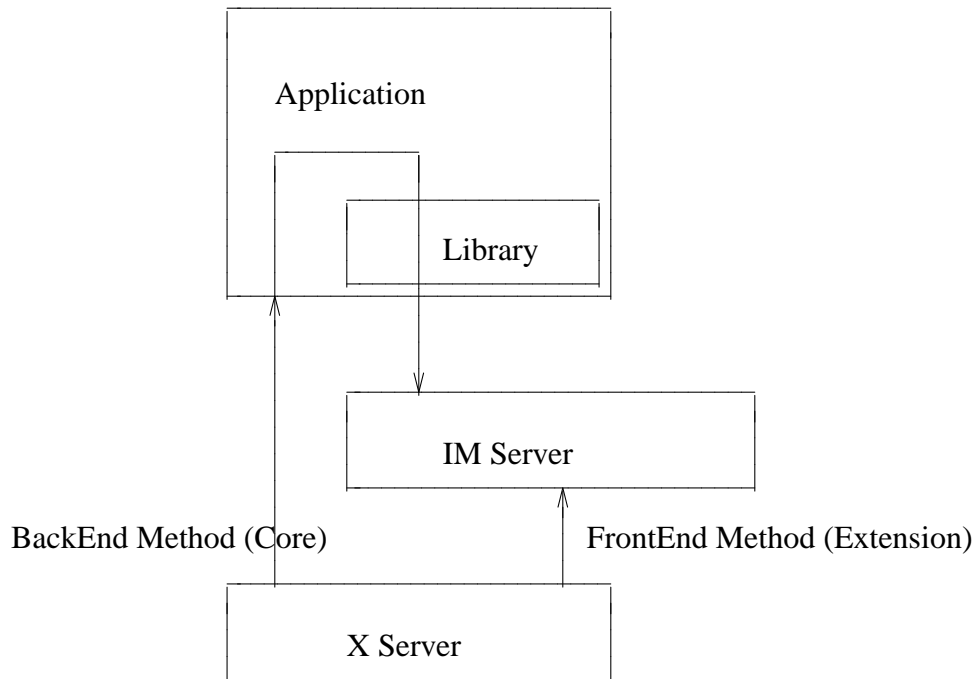 Application
Library
IM Server
BackEnd Method (Core)
FrontEnd Method (Extension)
X Server